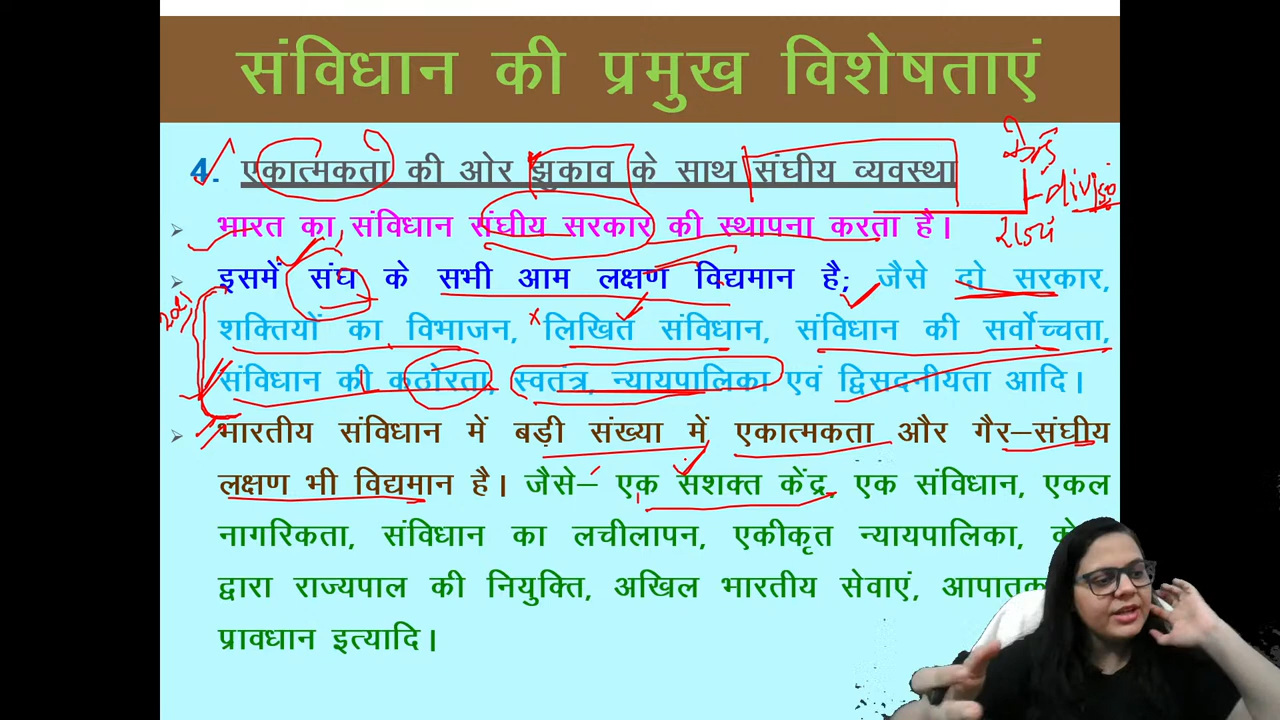 संविधान की प्रमुख विशेषताएं
4. एकात्मकता की ओर झुकाव के साथ संघीय व्यवस्था
भारत का संविधान संघीय सरकार की स्थापना करता है।
इसमें संघ के सभी आम लक्षण विद्यमान है; जैसे दो सरकार,
शक्तियों का विभाजन, लिखित संविधान, संविधान की सर्वोच्चता,
संविधान की कठोरता, स्वतंत्र, न्यायपालिका एवं द्विसदनीयता आदि।
भारतीय संविधान में बड़ी संख्या में एकात्मकता और गैर–संघीय
लक्षण भी विद्यमान है। जैसे– एक सशक्त केंद्र, एक संविधान, एकल
नागरिकता, संविधान का लचीलापन, एकीकृत न्यायपालिका,
द्वारा राज्यपाल की नियुक्ति, अखिल भारतीय सेवाएं,
प्रावधान इत्यादि।
राज्य